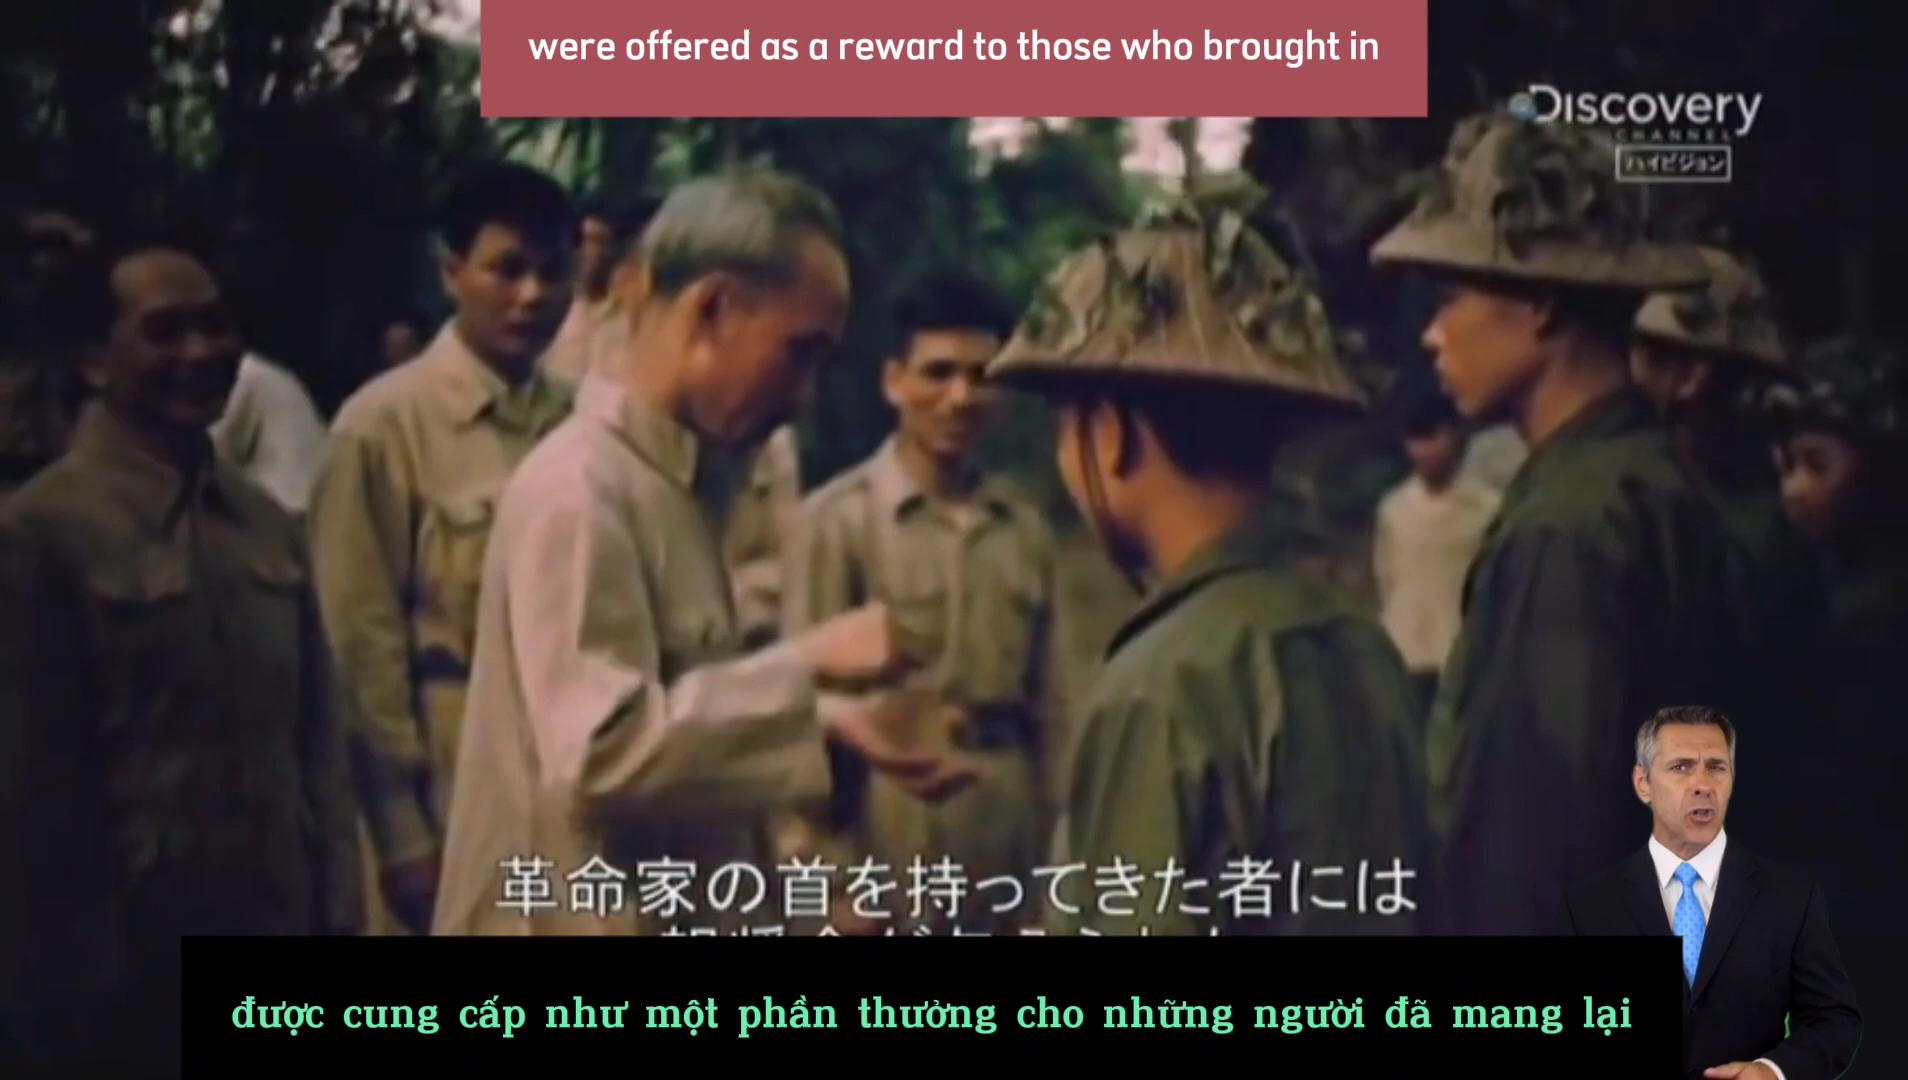 were offered as a reward to those who brought in
Discovery
CHANNEL
ハイビジョン
革命家の首を持ってきた者には
được cung cấp như một phần thưởng cho những người đã mang lại